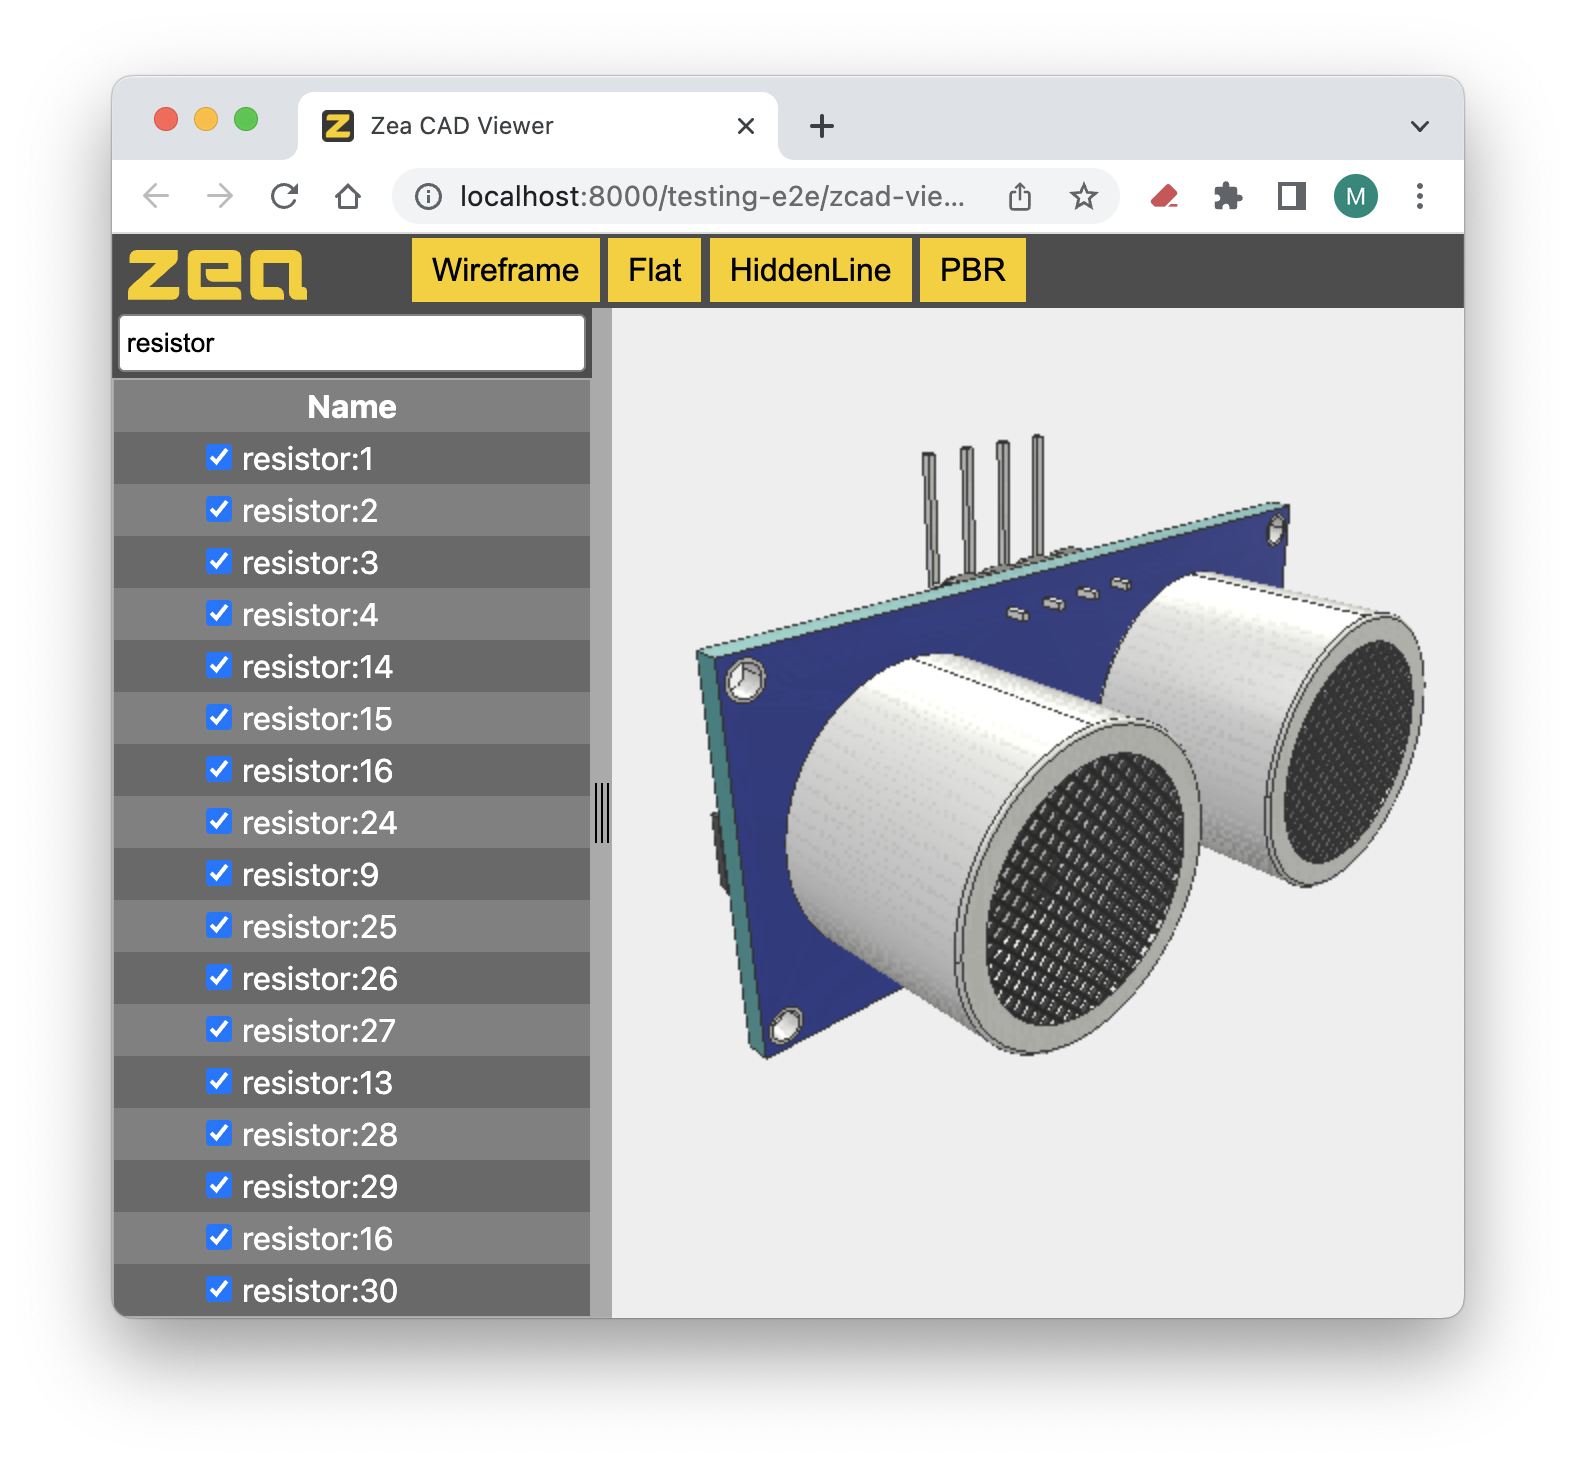 Zea CAD Viewer
localhost:8000/testing-e2e/zcad-vie...
M
zea
Wireframe
Flat
HiddenLine
PBR
resistor
Name
resistor:1
resistor:2
resistor:3
resistor:4
resistor:14
resistor:15
resistor:16
resistor:24
resistor:9
resistor:25
resistor:26
resistor:27
resistor:13
resistor:28
resistor:29
resistor:16
resistor:30